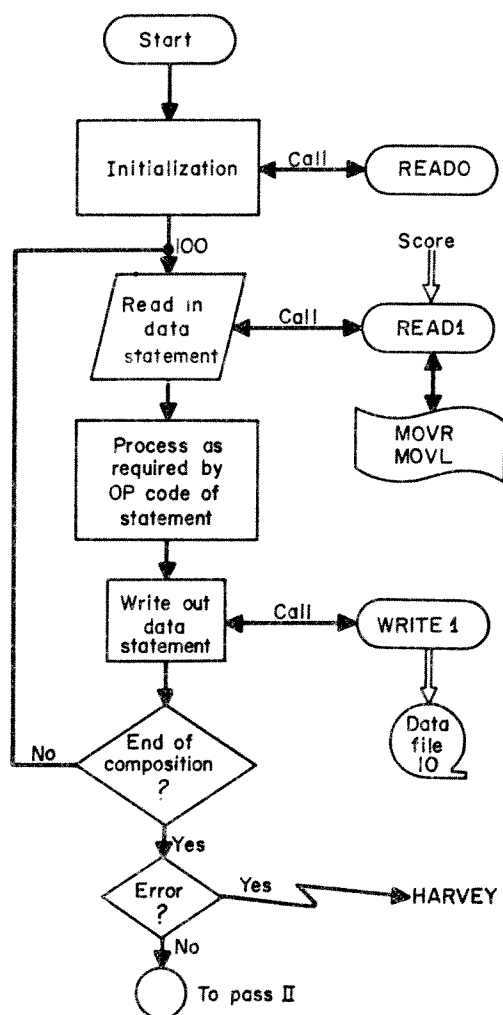 Start
Initialization
Call
READ0
100
Score
Read in
data
statement
Call
READ1
MOVR
MOVL
Process as
required by
OP code of
statement
Write out
data
statement
Call
WRITE 1
Data
file
10
End of
composition
?
No
Yes
Error
?
Yes
HARVEY
No
To pass II